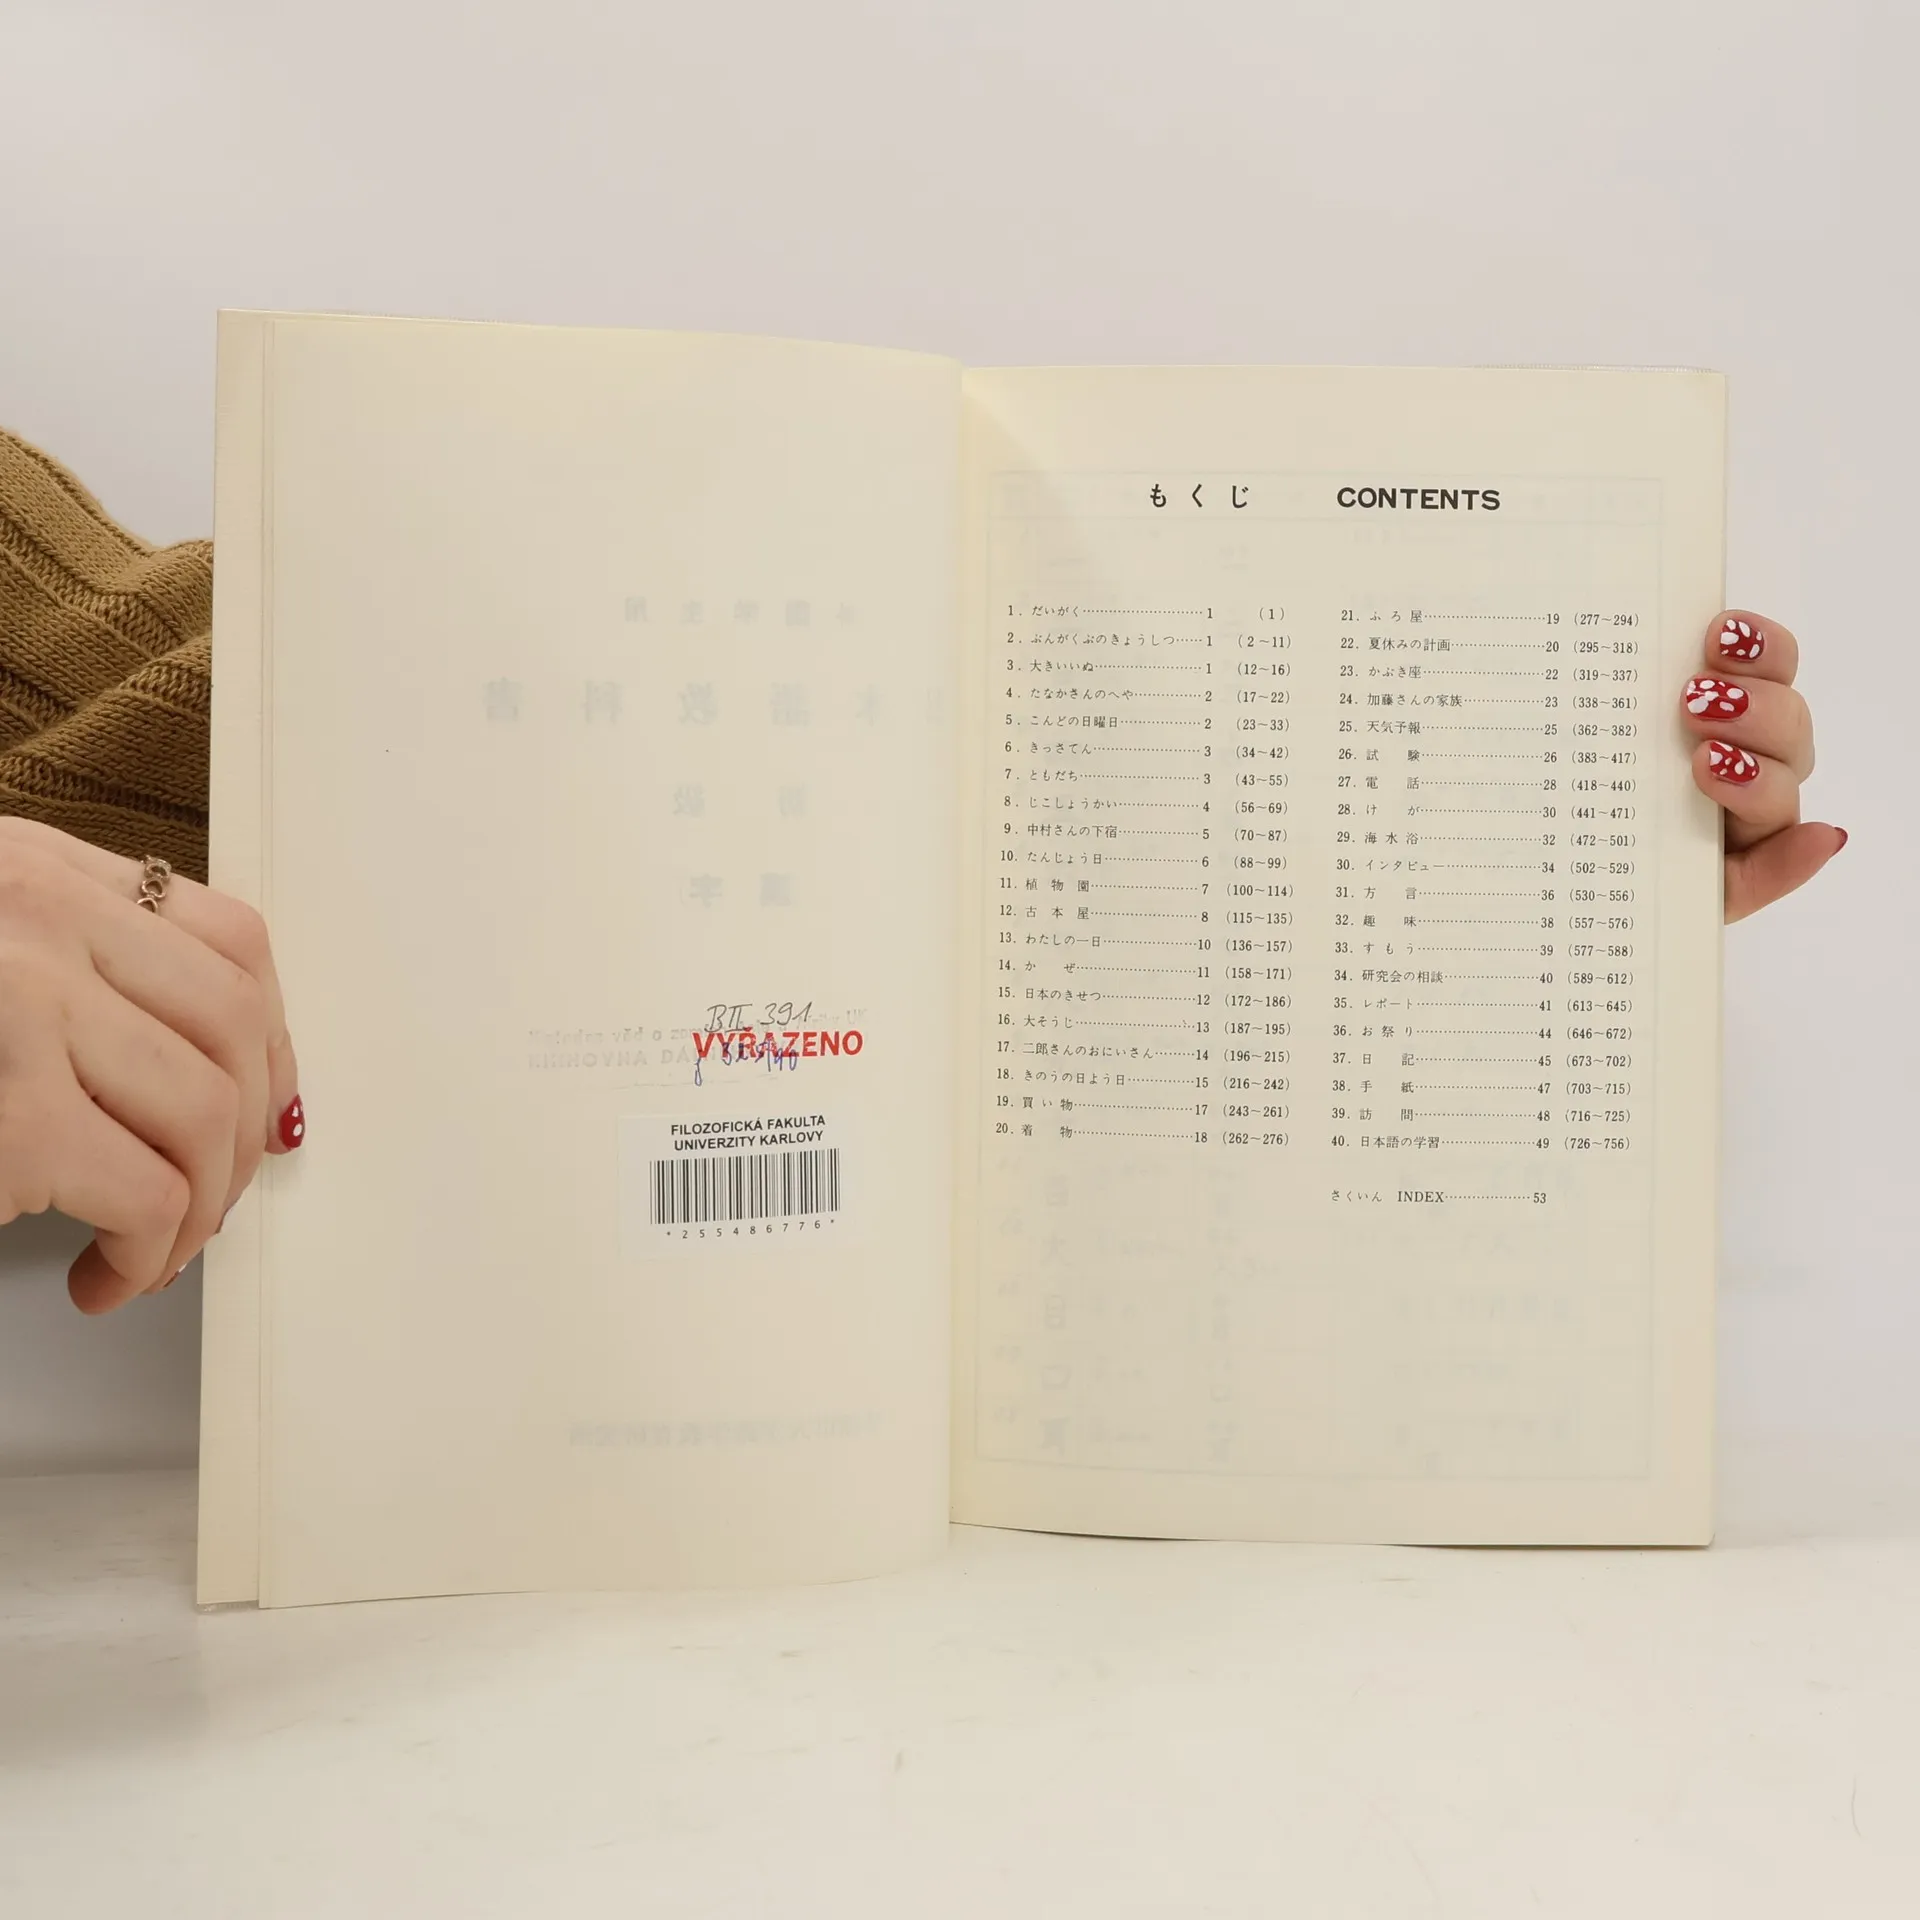 BII 391
VYŘAZENO
FILOZOFICKÁ FAKULTA
UNIVERZITY KARLOVY
*255486776*
もくじ CONTENTS
1. だいがく……………………1 (1)
2. ぶんがくぶのきょうしつ……1 (2～11)
3. 大きいいぬ…………………1 (12～16)
4. たなかさんのへや…………2 (17～22)
5. こんどの日曜日……………2 (23～33)
6. きっさてん…………………3 (34～42)
7. ともだち……………………3 (43～55)
8. じこしょうかい……………4 (56～69)
9. 中村さんの下宿……………5 (70～87)
10. たんじょう日………………6 (88～99)
11. 植物園………………………7 (100～114)
12. 古本屋………………………8 (115～135)
13. わたしの一日………………10 (136～157)
14. かぜ…………………………11 (158～171)
15. 日本のきせつ………………12 (172～186)
16. 大そうじ……………………13 (187～195)
17. 二郎さんのおにいさん……14 (196～215)
18. きのうの日よう日…………15 (216～242)
19. 買い物………………………17 (243～261)
20. 着物…………………………18 (262～276)
21. ふろ屋………………………19 (277～294)
22. 夏休みの計画………………20 (295～318)
23. かぶき座……………………22 (319～337)
24. 加藤さんの家族……………23 (338～361)
25. 天気予報……………………25 (362～382)
26. 試験…………………………26 (383～417)
27. 電話…………………………28 (418～440)
28. けが…………………………30 (441～471)
29. 海水浴………………………32 (472～501)
30. インタビュー………………34 (502～529)
31. 方言…………………………36 (530～556)
32. 趣味…………………………38 (557～576)
33. すもう………………………39 (577～588)
34. 研究会の相談………………40 (589～612)
35. レポート……………………41 (613～645)
36. お祭り………………………44 (646～672)
37. 日記…………………………45 (673～702)
38. 手紙…………………………47 (703～715)
39. 訪問…………………………48 (716～725)
40. 日本語の学習………………49 (726～756)
さくいん INDEX………………53